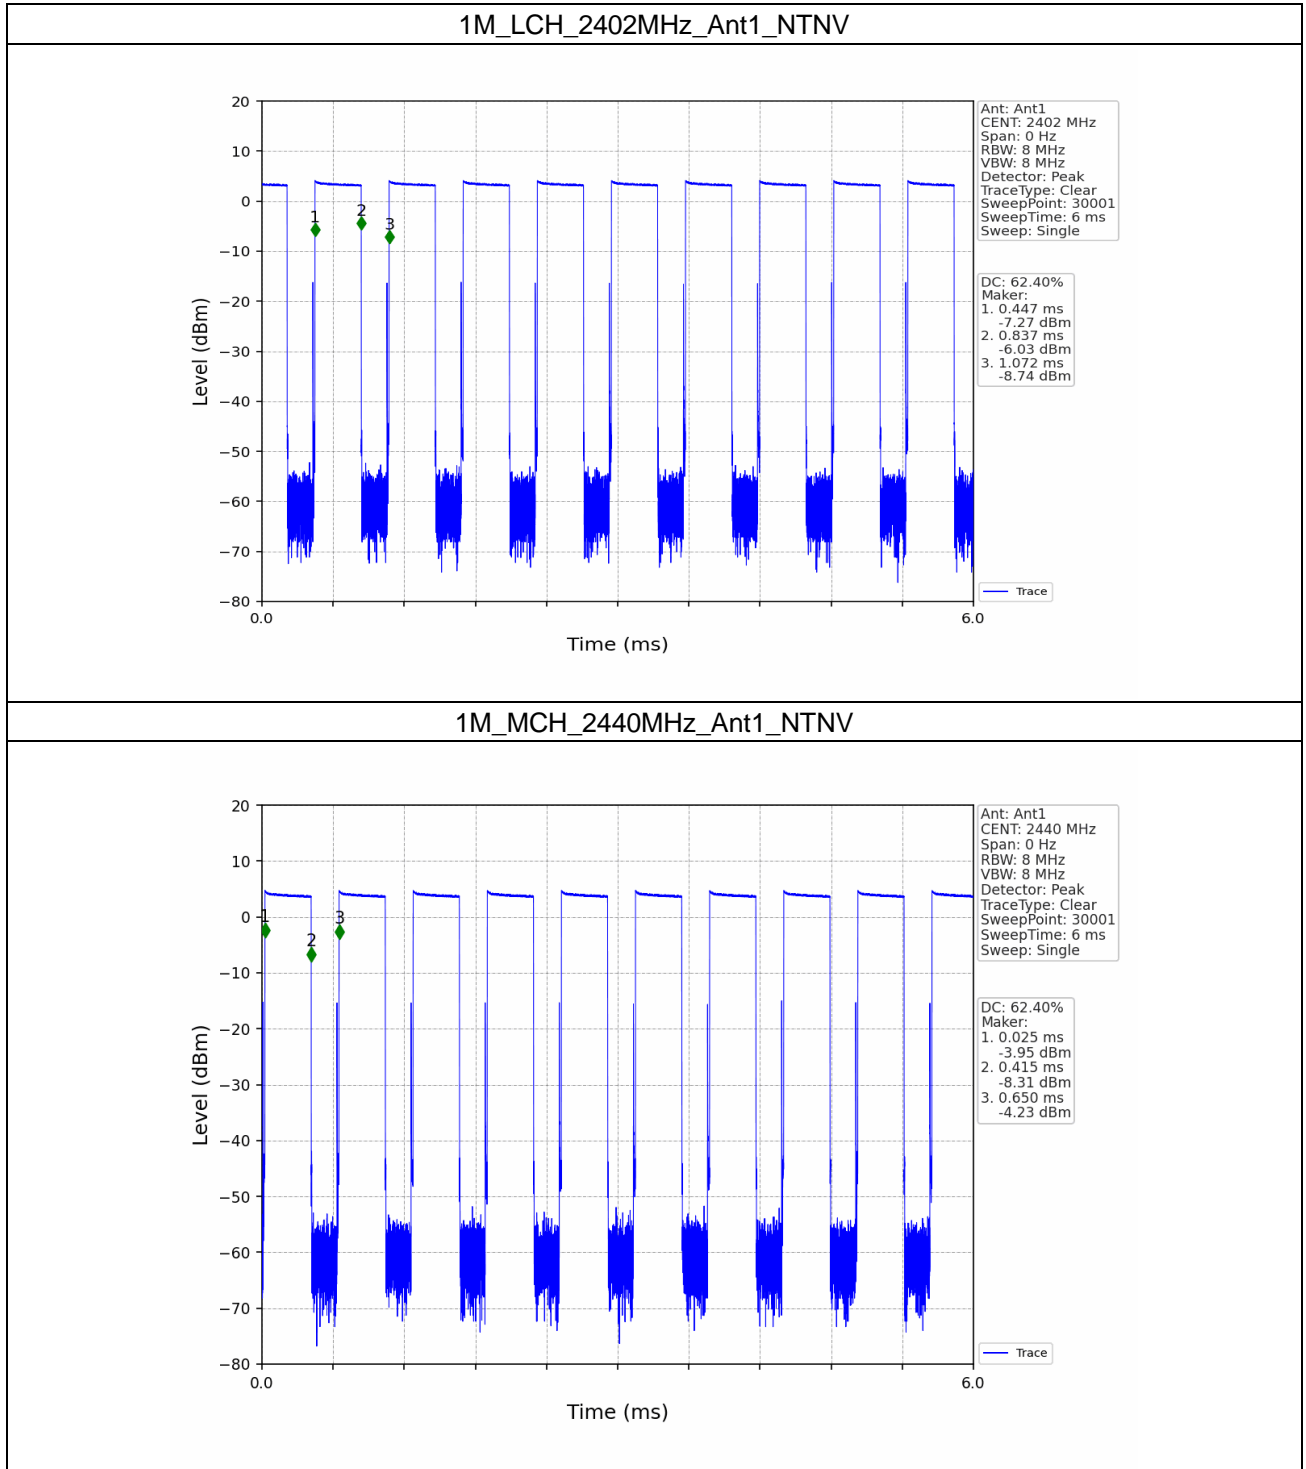 1M_LCH_2402MHz_Ant1_NTNV
20
10
0
−10
−20
−30
−40
−50
−60
−70
−80
Level (dBm)
1
2
3
0.0
6.0
Time (ms)
Ant: Ant1
CENT: 2402 MHz
Span: 0 Hz
RBW: 8 MHz
VBW: 8 MHz
Detector: Peak
TraceType: Clear
SweepPoint: 30001
SweepTime: 6 ms
Sweep: Single
DC: 62.40%
Maker:
1. 0.447 ms
-7.27 dBm
2. 0.837 ms
-6.03 dBm
3. 1.072 ms
-8.74 dBm
Trace
1M_MCH_2440MHz_Ant1_NTNV
20
10
0
−10
−20
−30
−40
−50
−60
−70
−80
Level (dBm)
1
2
3
0.0
6.0
Time (ms)
Ant: Ant1
CENT: 2440 MHz
Span: 0 Hz
RBW: 8 MHz
VBW: 8 MHz
Detector: Peak
TraceType: Clear
SweepPoint: 30001
SweepTime: 6 ms
Sweep: Single
DC: 62.40%
Maker:
1. 0.025 ms
-3.95 dBm
2. 0.415 ms
-8.31 dBm
3. 0.650 ms
-4.23 dBm
Trace